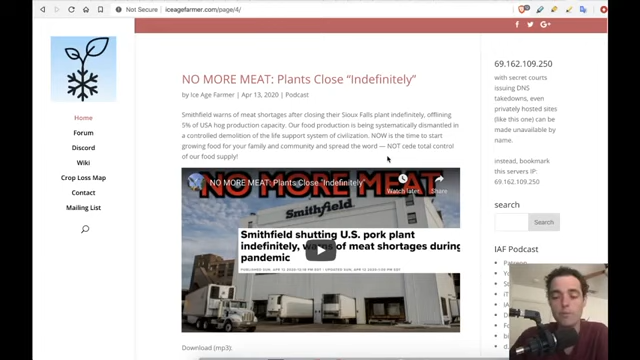 Not Secure | iceagefarmer.com/page/4/
69.162.109.250
NO MORE MEAT: Plants Close “Indefinitely”
with secret courts
by Ice Age Farmer | Apr 13, 2020 | Podcast
issuing DNS
takedowns, even
privately hosted sites
(like this one) can be
made unavailable by
name.
Smithfield warns of meat shortages after closing their Sioux Falls plant indefinitely, offlining
5% of USA hog production capacity. Our food production is being systematically dismantled in
a controlled demolition of the life support system of civilization. NOW is the time to start
growing food for your family and community and spread the word — NOT cede total control
of our food supply!
Home
Forum
Discord
Wiki
Crop Loss Map
Contact
Mailing List
instead, bookmark
this servers IP:
69.162.109.250
NO MORE MEAT
NO MORE MEAT: Plants Close "Indefinitely"
Watch later
Share
Smithfield
Smithfield shutting U.S. pork plant
indefinitely, warns of meat shortages during
pandemic
search
Search
IAF Podcast
Download (mp3):